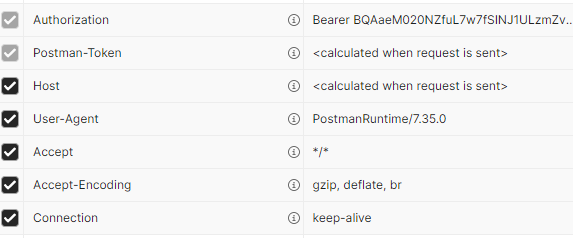 Authorization Bearer BQAaeM020NZfuL7w7fSlNJ1ULzmZv...
Postman-Token <calculated when request is sent>
Host <calculated when request is sent>
User-Agent PostmanRuntime/7.35.0
Accept */*
Accept-Encoding gzip, deflate, br
Connection keep-alive